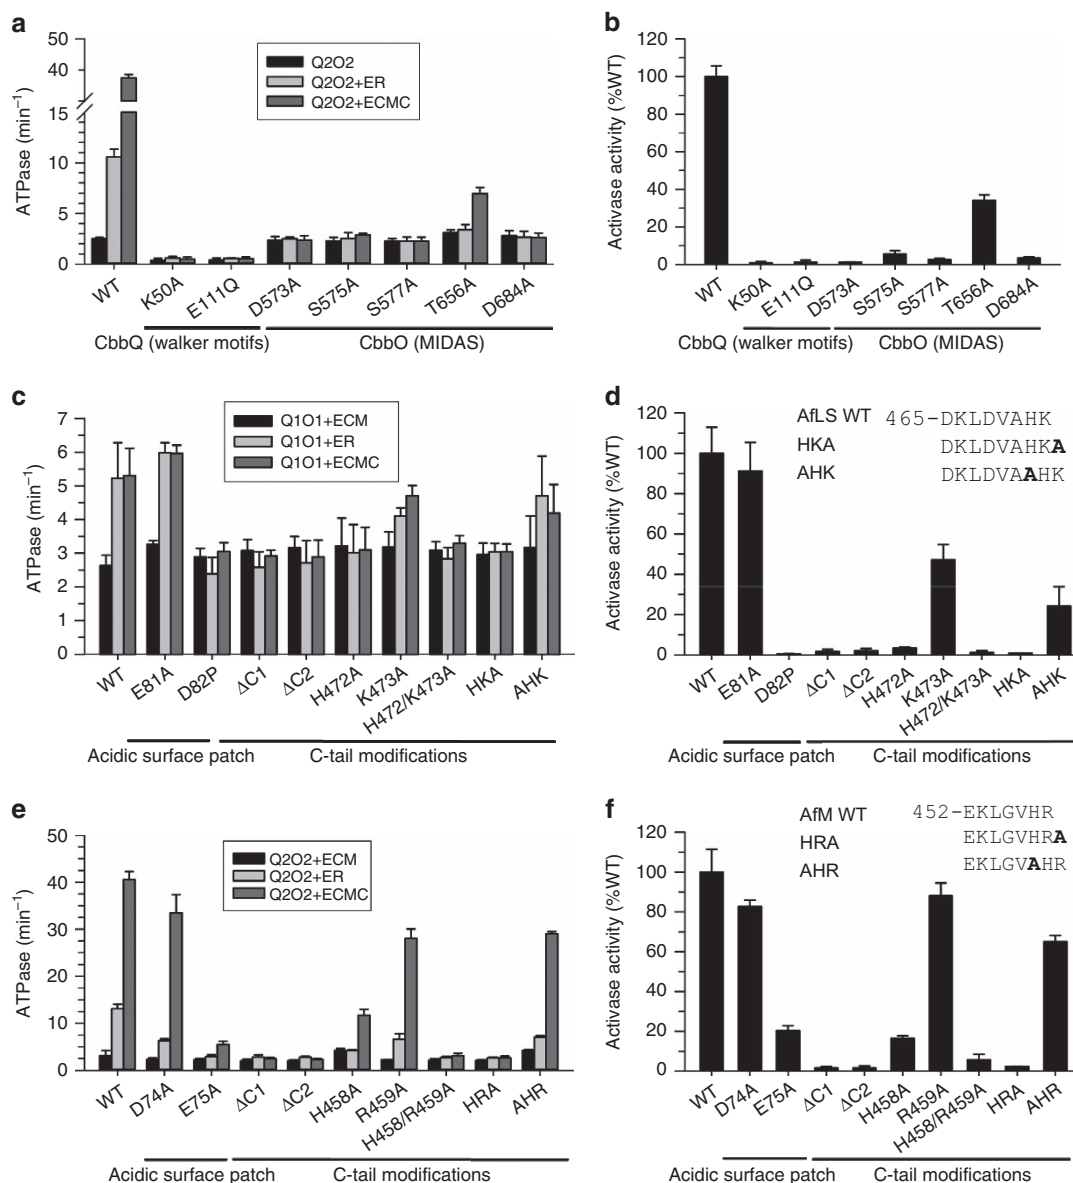 a
50
40
15
10
5
0
ATPase (min−1)
Q2O2
Q2O2+ER
Q2O2+ECMC
WT
K50A
E111Q
D573A
S575A
S577A
T656A
D684A
CbbQ (walker motifs)
CbbO (MIDAS)
b
120
100
80
60
40
20
0
Activase activity (%WT)
WT
K50A
E111Q
D573A
S575A
S577A
T656A
D684A
CbbQ (walker motifs)
CbbO (MIDAS)
c
7
6
5
4
3
2
1
0
ATPase (min−1)
Q1O1+ECM
Q1O1+ER
Q1O1+ECMC
WT
E81A
D82P
ΔC1
ΔC2
H472A
K473A
H472/K473A
HKA
AHK
Acidic surface patch
C-tail modifications
d
120
100
80
60
40
20
0
Activase activity (%WT)
AfLS WT 465-DKLDVAHK
HKA DKLDVAHKA
AHK DKLDVAAHK
WT
E81A
D82P
ΔC1
ΔC2
H472A
K473A
H472/K473A
HKA
AHK
Acidic surface patch
C-tail modifications
e
50
40
30
20
10
0
ATPase (min−1)
Q2O2+ECM
Q2O2+ER
Q2O2+ECMC
WT
D74A
E75A
ΔC1
ΔC2
H458A
R459A
H458/R459A
HRA
AHR
Acidic surface patch
C-tail modifications
f
120
100
80
60
40
20
0
Activase activity (%WT)
AfM WT 452-EKLGVHR
HRA EKLGVHRA
AHR EKLGVAHR
WT
D74A
E75A
ΔC1
ΔC2
H458A
R459A
H458/R459A
HRA
AHR
Acidic surface patch
C-tail modifications